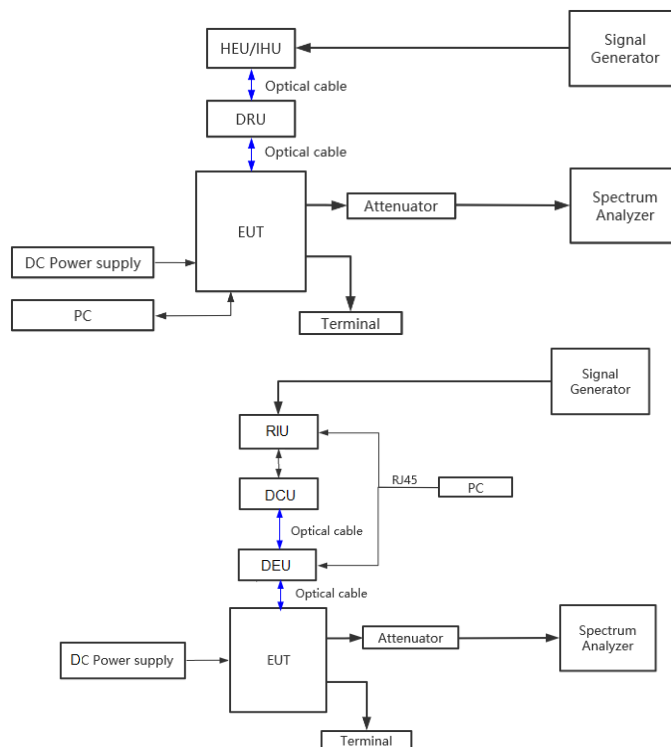 Signal
Generator
HEU/IHU
Optical cable
DRU
Optical cable
EUT
Attenuator
Spectrum
Analyzer
DC Power supply
PC
Terminal
Signal
Generator
RIU
RJ45
PC
DCU
Optical cable
DEU
Optical cable
EUT
Attenuator
Spectrum
Analyzer
DC Power supply
Terminal